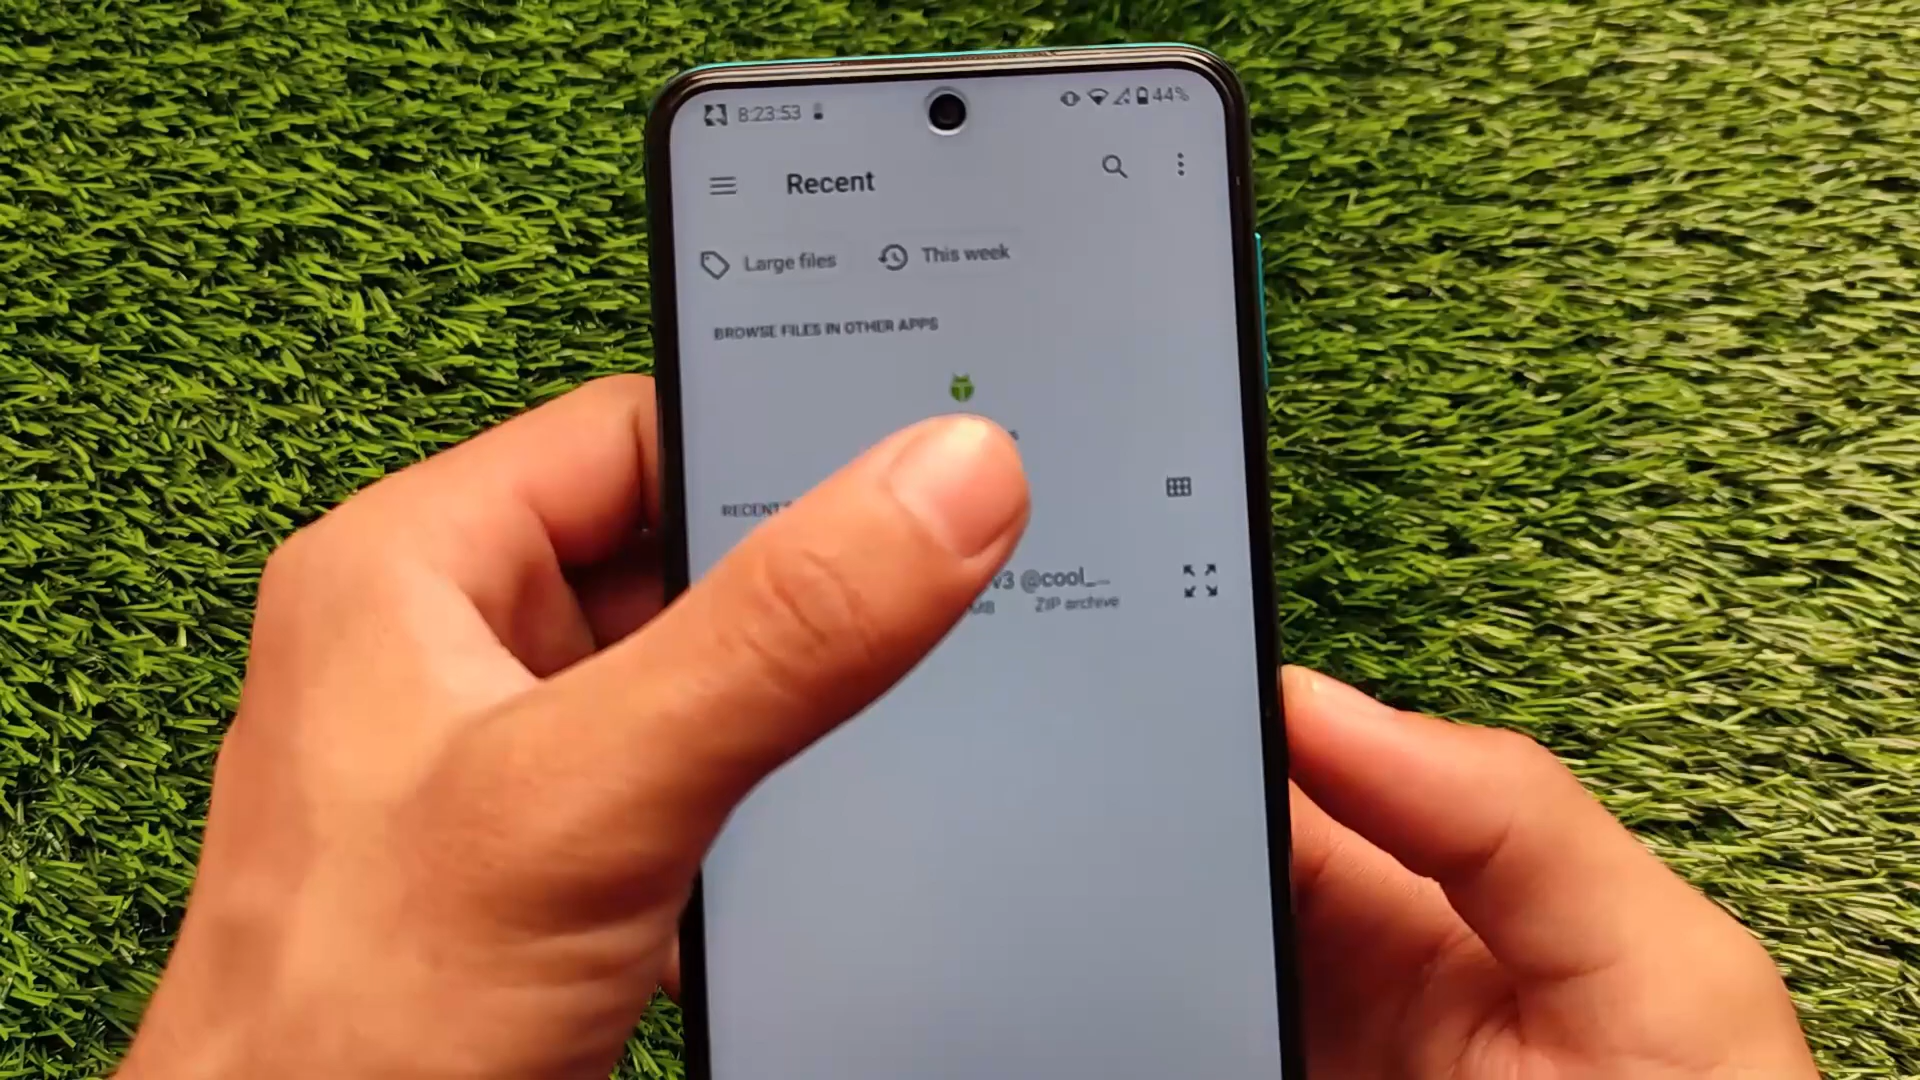 8:23:53
44%
Recent
Large files
This week
BROWSE FILES IN OTHER APPS
RECENT
v3 @cool_...
MB ZIP archive